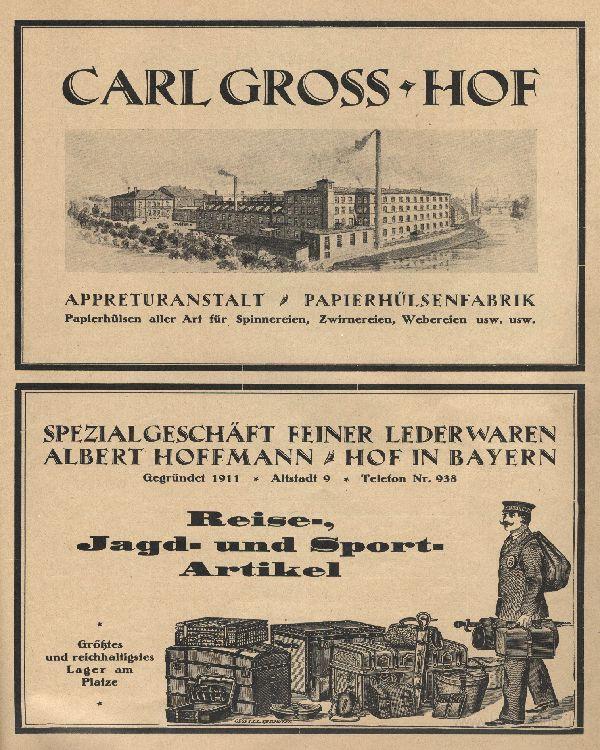 CARL GROSS • HOF
APPRETURANSTALT PAPIERHÜLSENFABRIK
Papierhülsen aller Art für Spinnereien, Zwirnereien, Webereien usw. usw.
SPEZIALGESCHÄFT FEINER LEDERWAREN
ALBERT HOFFMANN HOF IN BAYERN
Gegründet 1911 * Altstadt 9 * Telefon Nr. 938
Reise-,
Jagd- und Sport-
Artikel
*
Größtes
und reichhaltigstes
Lager am
Platze
*